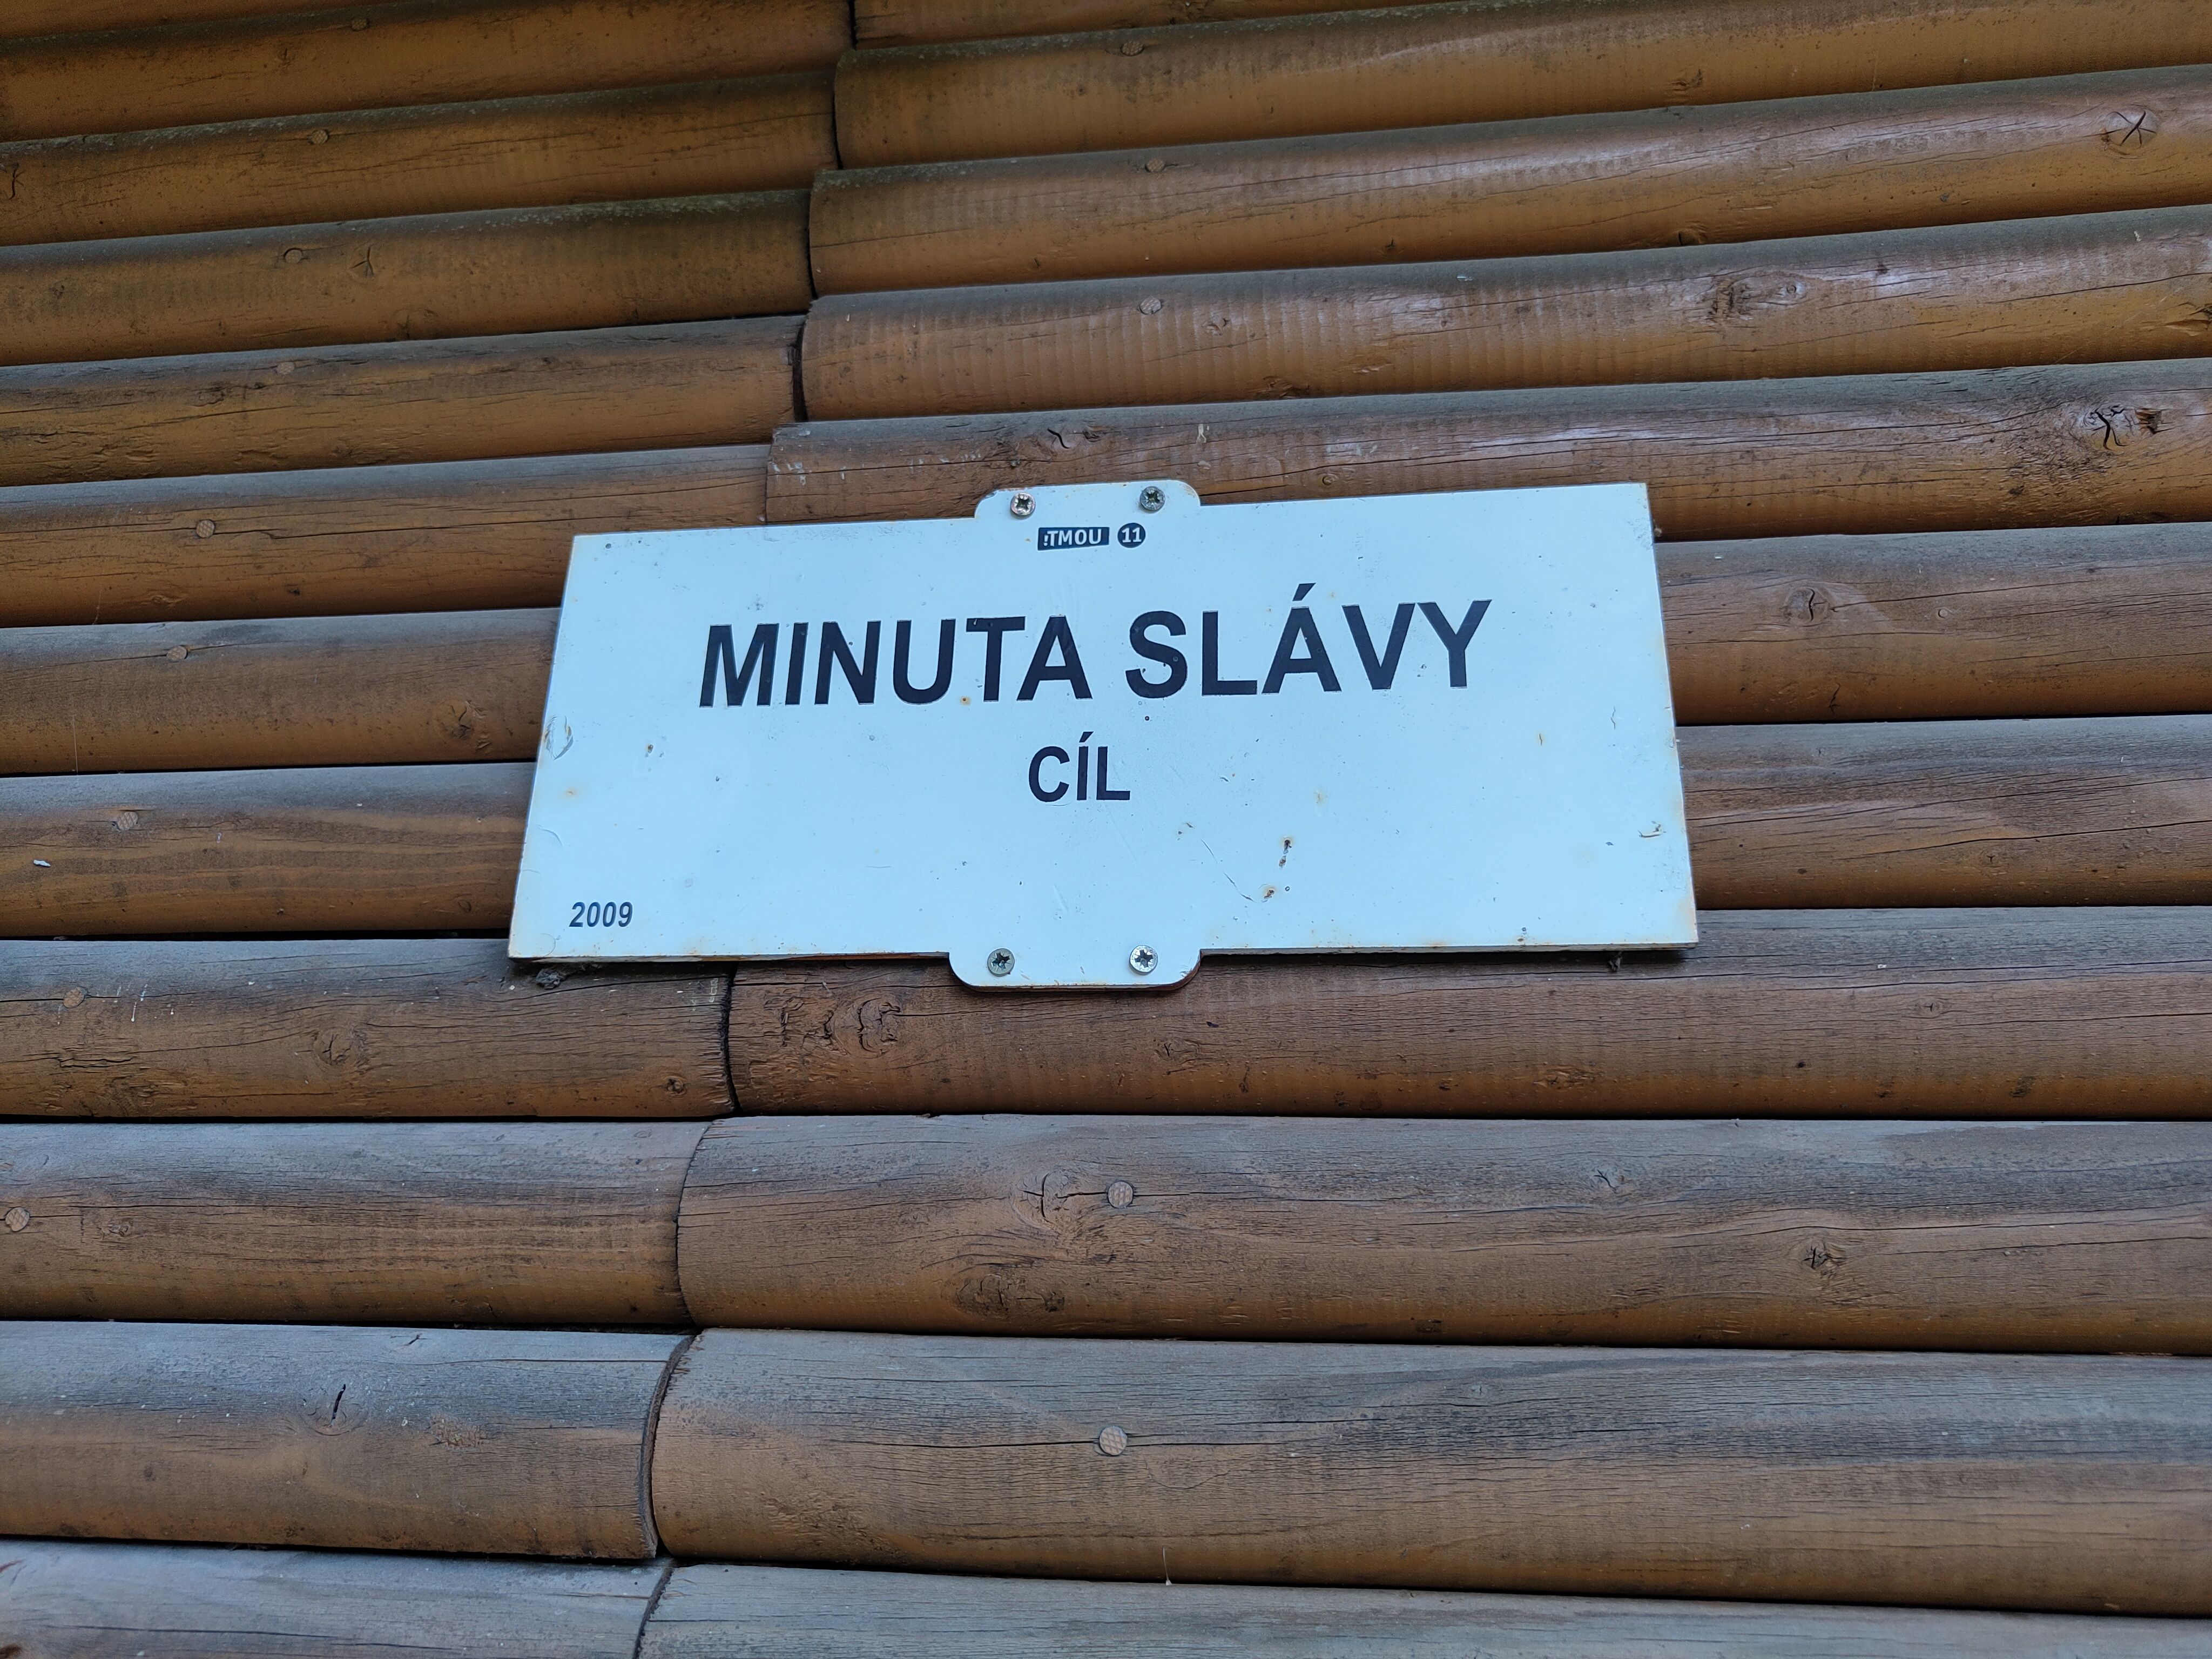 :TMOU 11
MINUTA SLÁVY
CÍL
2009